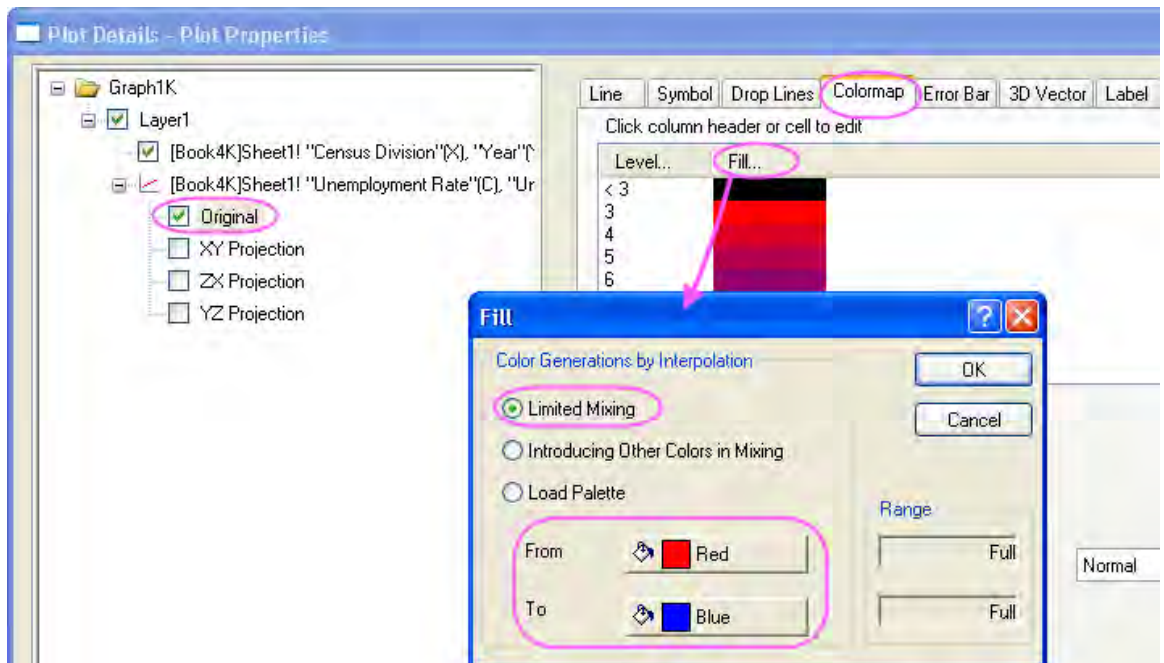 Plot Details - Plot Properties
Graph1K
Layer1
[Book4K]Sheet1! "Census Division"(X), "Year"(Y
[Book4K]Sheet1! "Unemployment Rate"(C), "Ur
Original
XY Projection
ZX Projection
YZ Projection
Line Symbol Drop Lines Colormap Error Bar 3D Vector Label
Click column header or cell to edit
Level... Fill...
< 3
3
4
5
6
Fill
Color Generations by Interpolation
OK
Limited Mixing
Cancel
Introducing Other Colors in Mixing
Load Palette
Range
From Red Full
Normal
To Blue Full